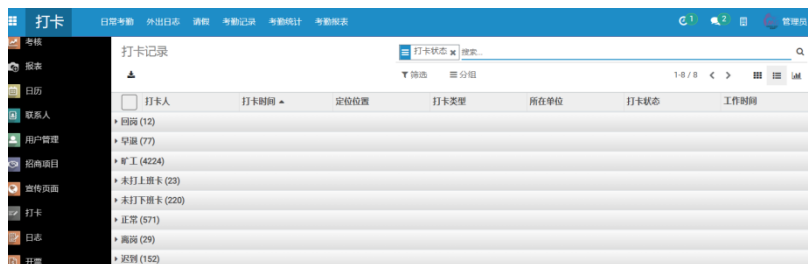 打卡 日常考勤 外出日志 请假 考勤记录 考勤统计 考勤报表 1 2 管理员
考核
报表
日历
联系人
用户管理
招商项目
宣传页面
打卡
日志
开票
打卡记录
打卡状态 × 搜索...
筛选 分组 1-8 / 8
打卡人 打卡时间 定位位置 打卡类型 所在单位 打卡状态 工作时间
回岗 (12)
早退 (77)
旷工 (4224)
未打上班卡 (23)
未打下班卡 (220)
正常 (571)
离岗 (29)
迟到 (152)